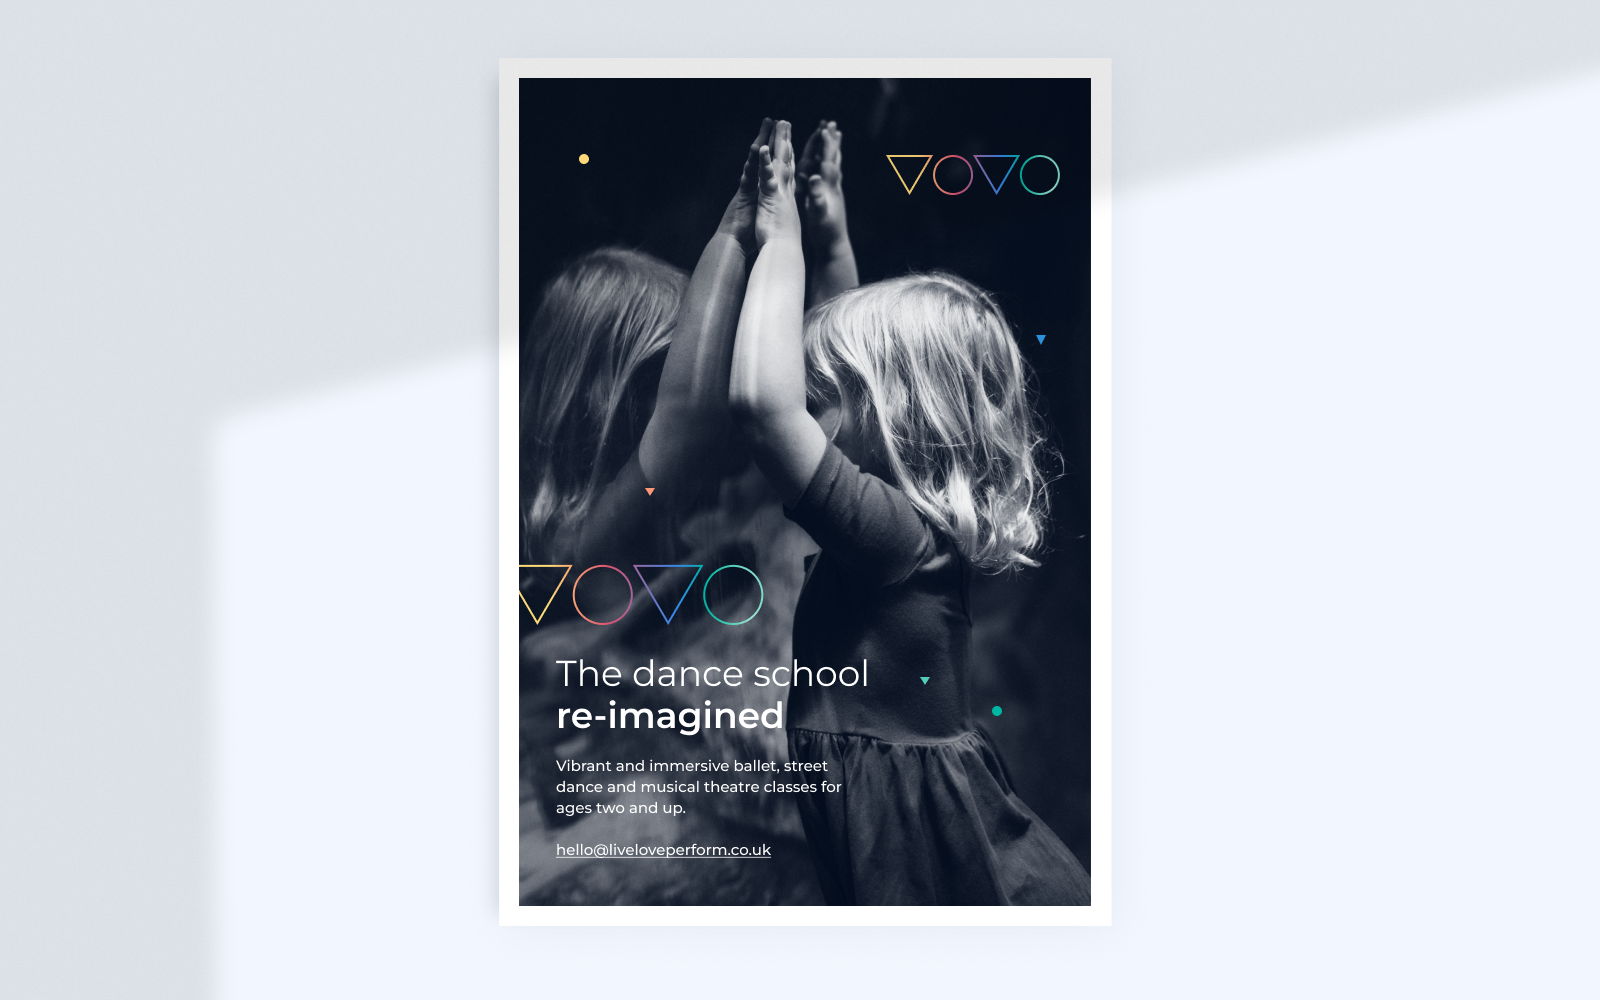 The dance school
re-imagined
Vibrant and immersive ballet, street
dance and musical theatre classes for
ages two and up.
hello@liveloveperform.co.uk